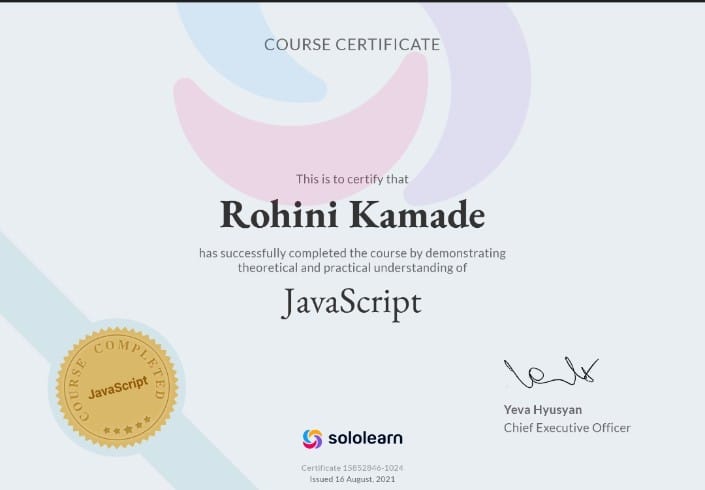 COURSE CERTIFICATE
This is to certify that
Rohini Kamade
has successfully completed the course by demonstrating
theoretical and practical understanding of
JavaScript
COURSE COMPLETED
JavaScript
Yeva Hyusyan
Chief Executive Officer
sololearn
Certificate 15852846-1024
Issued 16 August, 2021